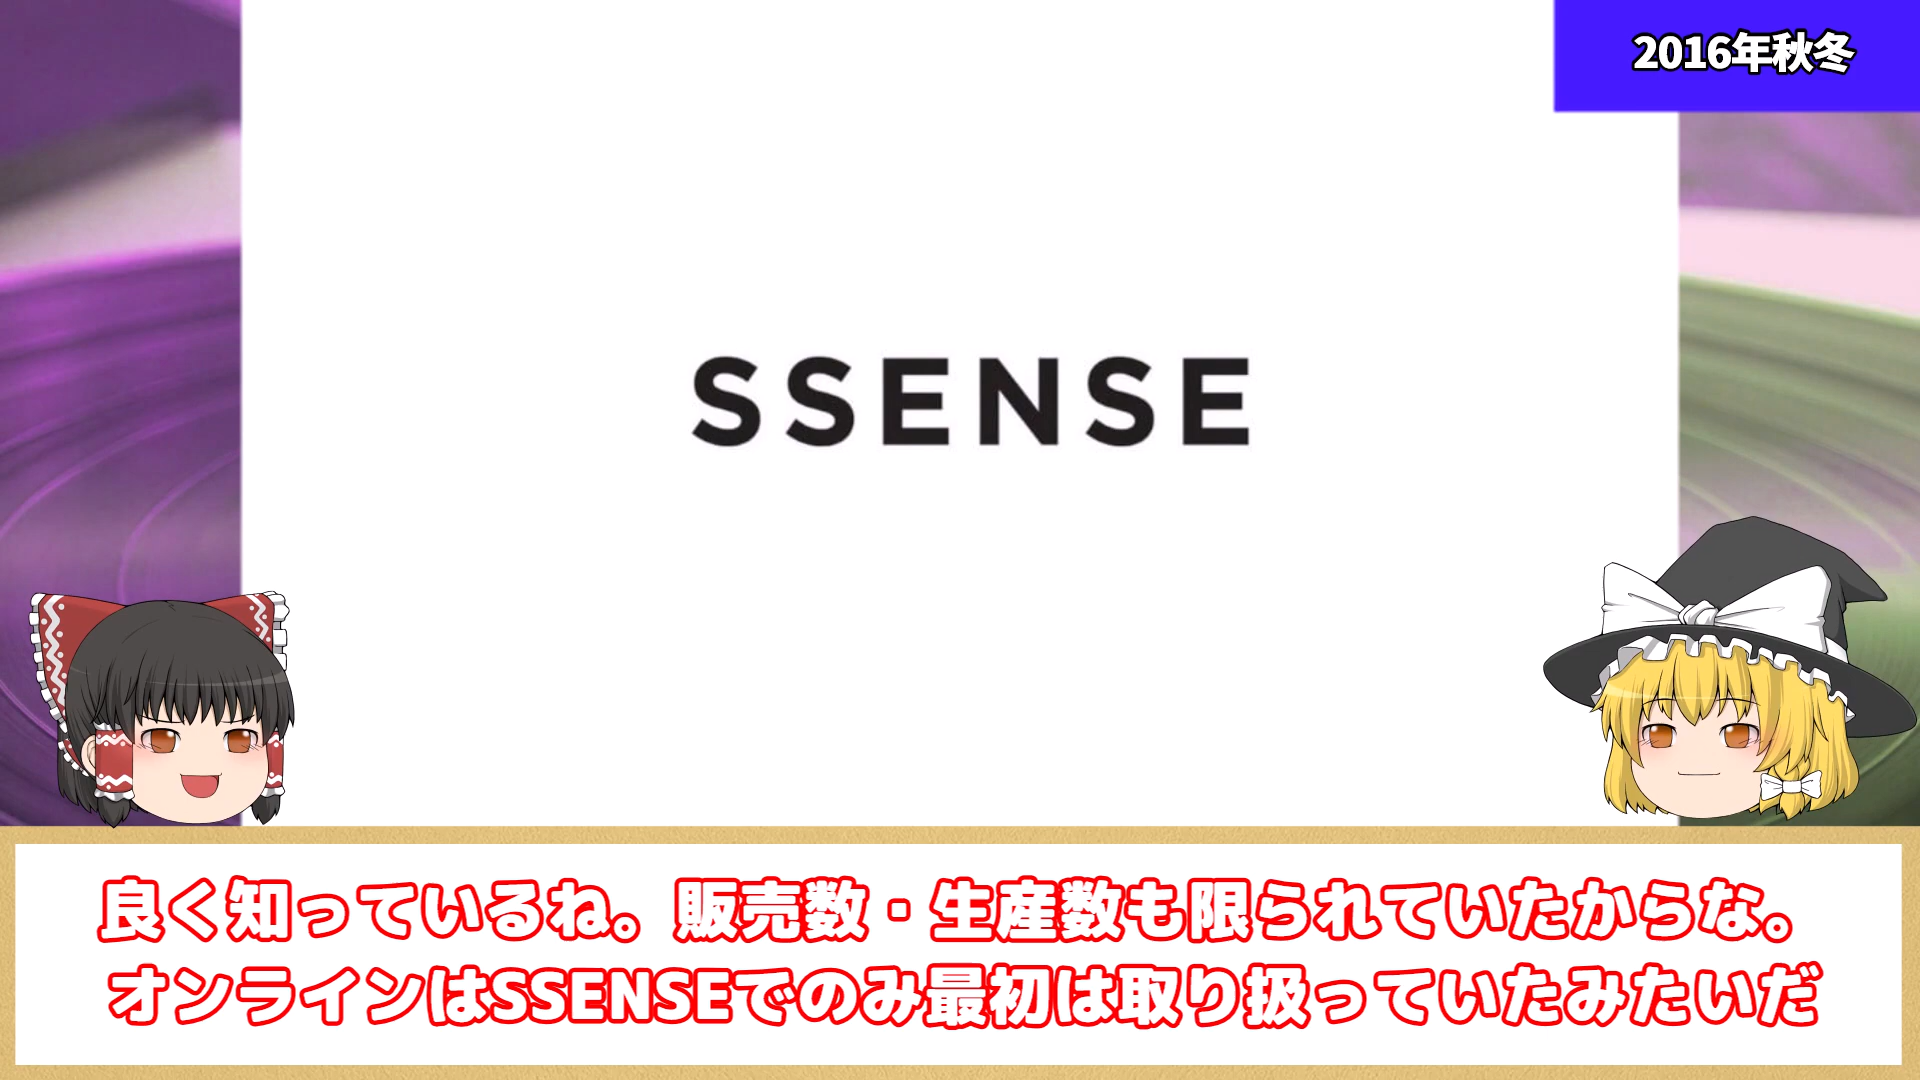 2016年秋冬
SSENSE
良く知っているね。販売数・生産数も限られていたからな。
オンラインはSSENSEでのみ最初は取り扱っていたみたいだ